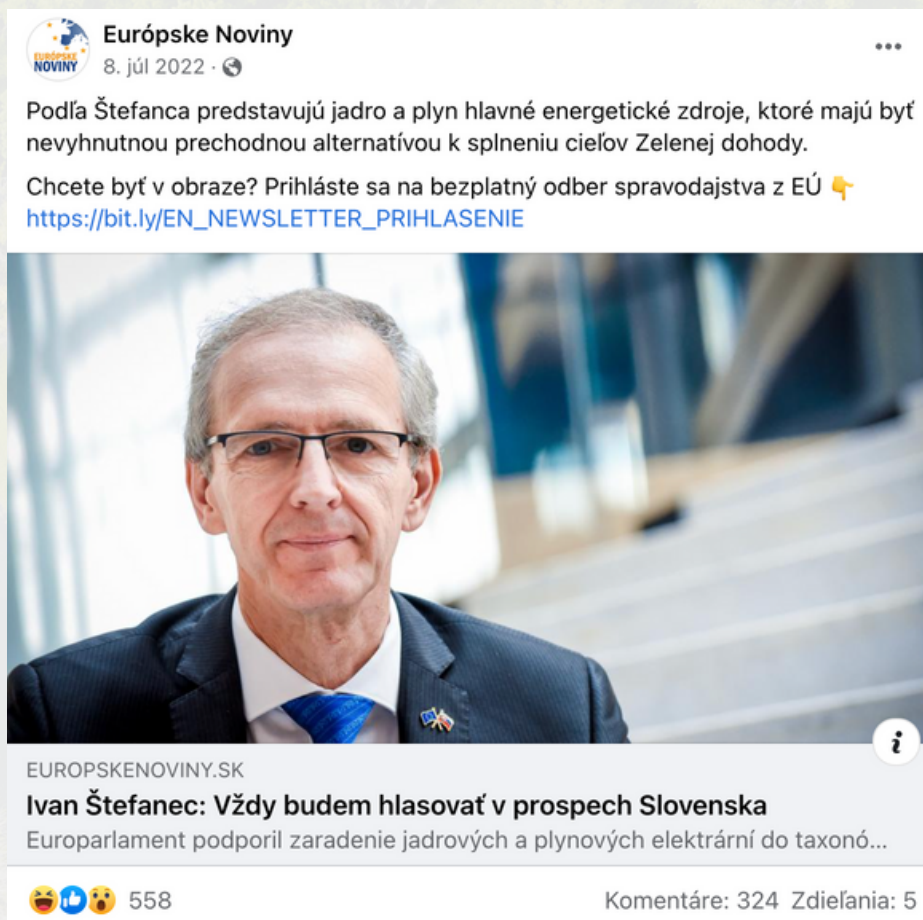 Európske Noviny
EURÓPSKE
NOVINY
8. júl 2022 ·
Podľa Štefanca predstavujú jadro a plyn hlavné energetické zdroje, ktoré majú byť
nevyhnutnou prechodnou alternatívou k splneniu cieľov Zelenej dohody.
Chcete byť v obraze? Prihláste sa na bezplatný odber spravodajstva z EÚ 👇
https://bit.ly/EN_NEWSLETTER_PRIHLASENIE
EUROPSKENOVINY.SK
Ivan Štefanec: Vždy budem hlasovať v prospech Slovenska
Europarlament podporil zaradenie jadrových a plynových elektrární do taxonó...
558 Komentáre: 324 Zdieľania: 5